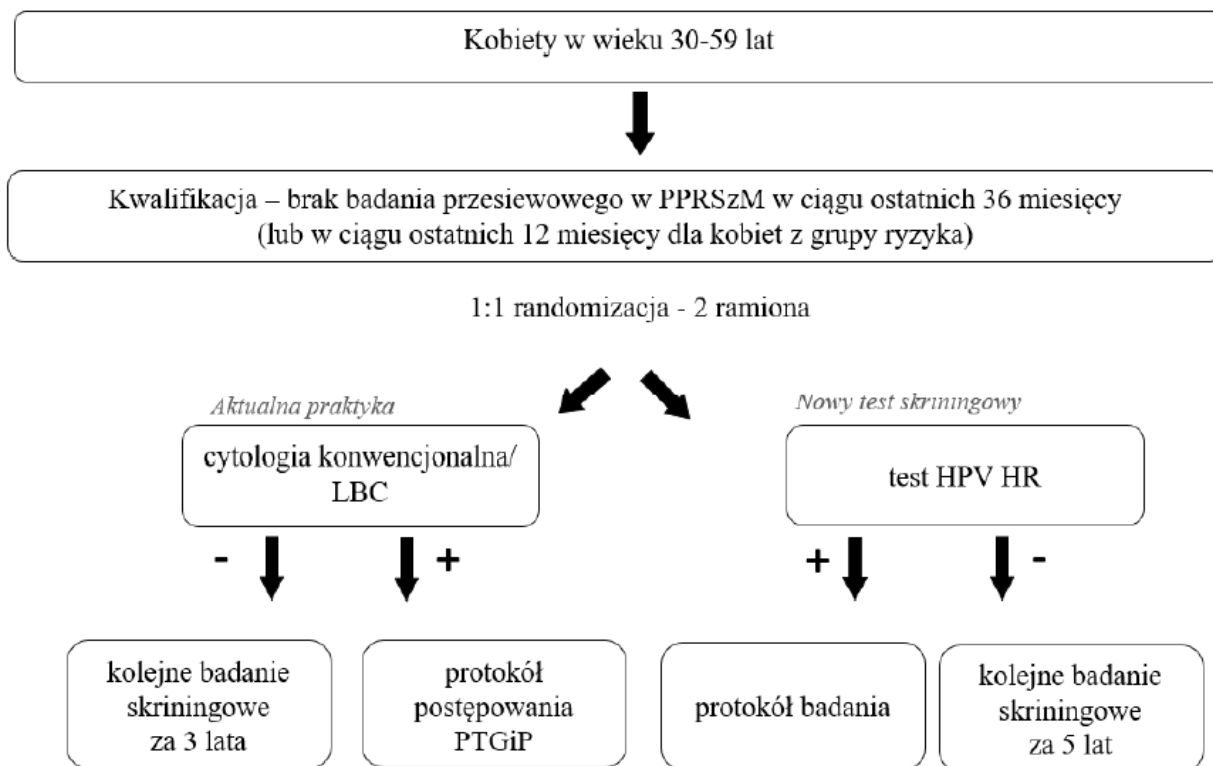 Kobiety w wieku 30-59 lat
Kwalifikacja – brak badania przesiewowego w PPRSzM w ciągu ostatnich 36 miesięcy
(lub w ciągu ostatnich 12 miesięcy dla kobiet z grupy ryzyka)
1:1 randomizacja - 2 ramiona
Aktualna praktyka
Nowy test skriningowy
cytologia konwencjonalna/
LBC
test HPV HR
- +
+ -
kolejne badanie
skriningowe
za 3 lata
protokół
postępowania
PTGiP
protokół badania
kolejne badanie
skriningowe
za 5 lat